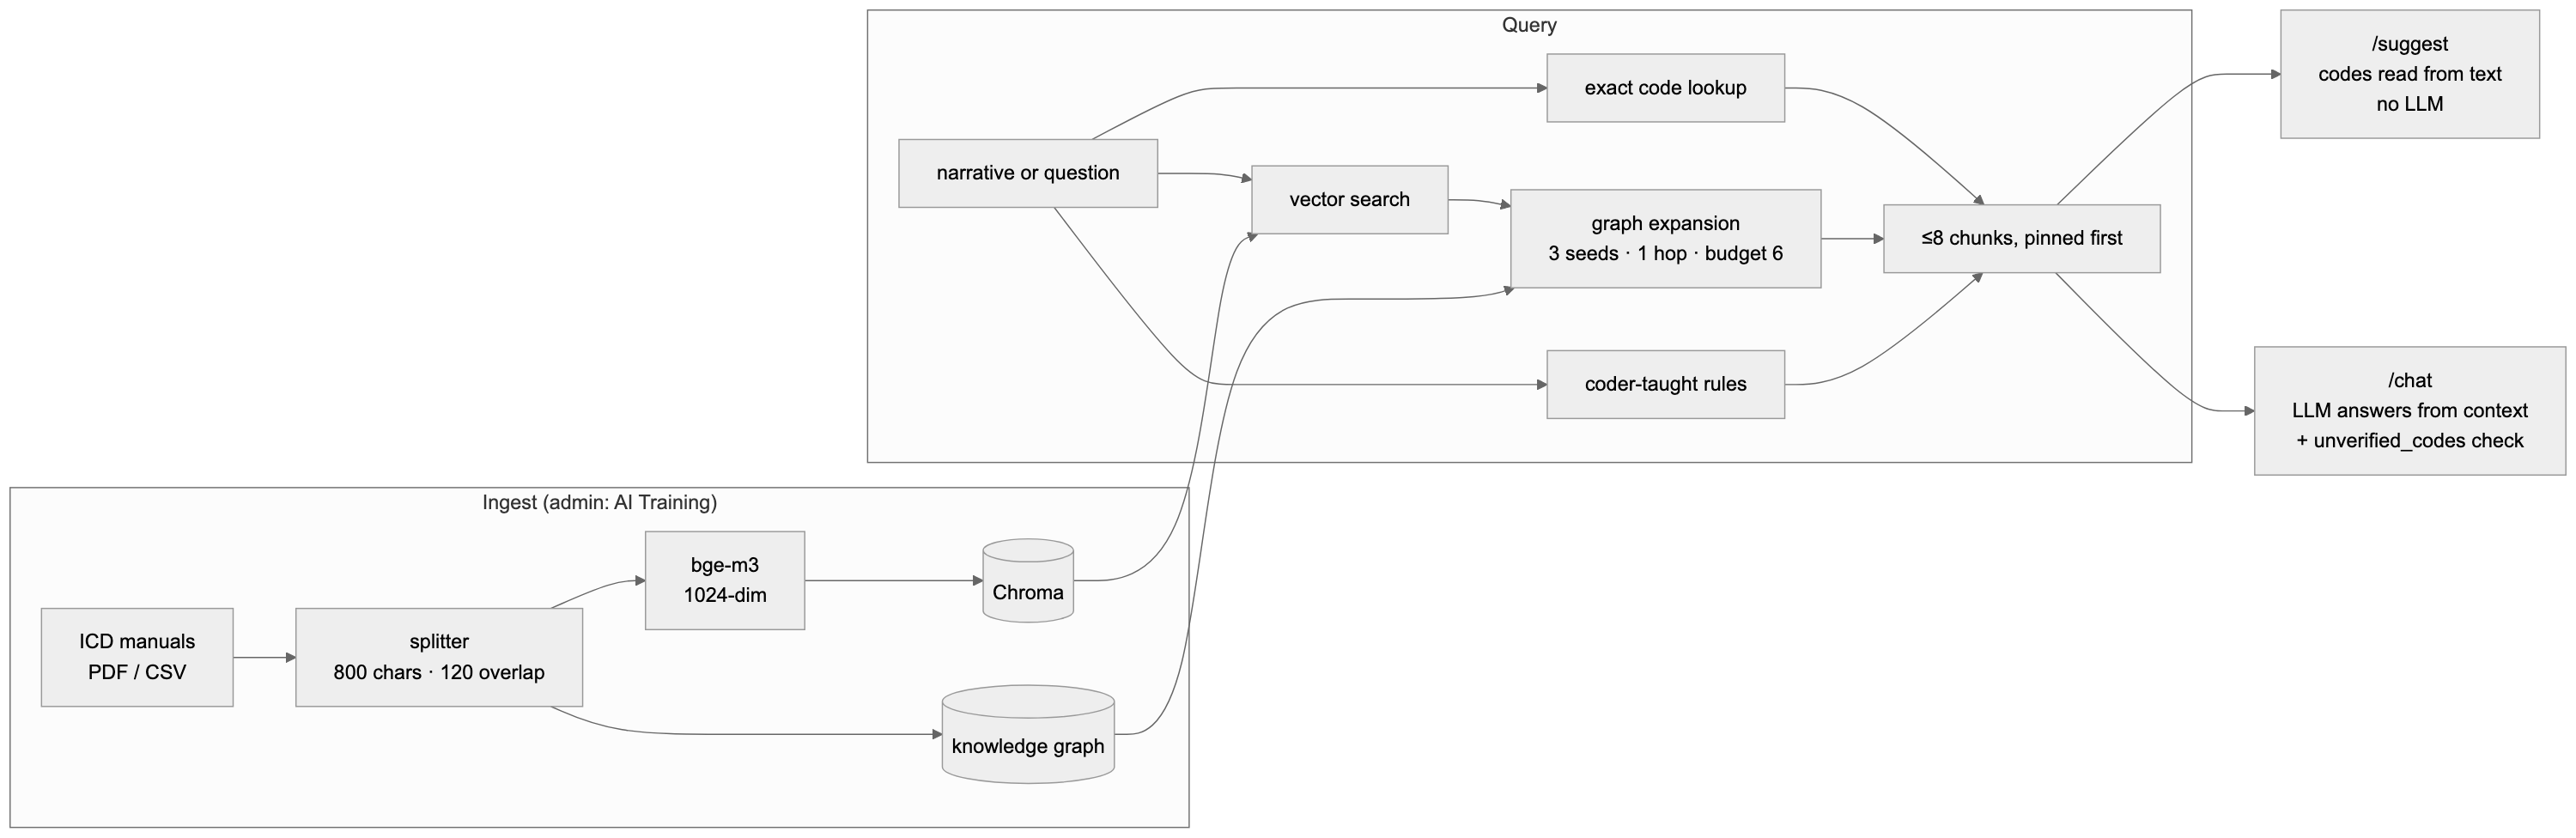 Query
/suggest
codes read from text
no LLM
exact code lookup
narrative or question
vector search
graph expansion
3 seeds · 1 hop · budget 6
≤8 chunks, pinned first
coder-taught rules
/chat
LLM answers from context
+ unverified_codes check
Ingest (admin: AI Training)
bge-m3
1024-dim
Chroma
ICD manuals
PDF / CSV
splitter
800 chars · 120 overlap
knowledge graph